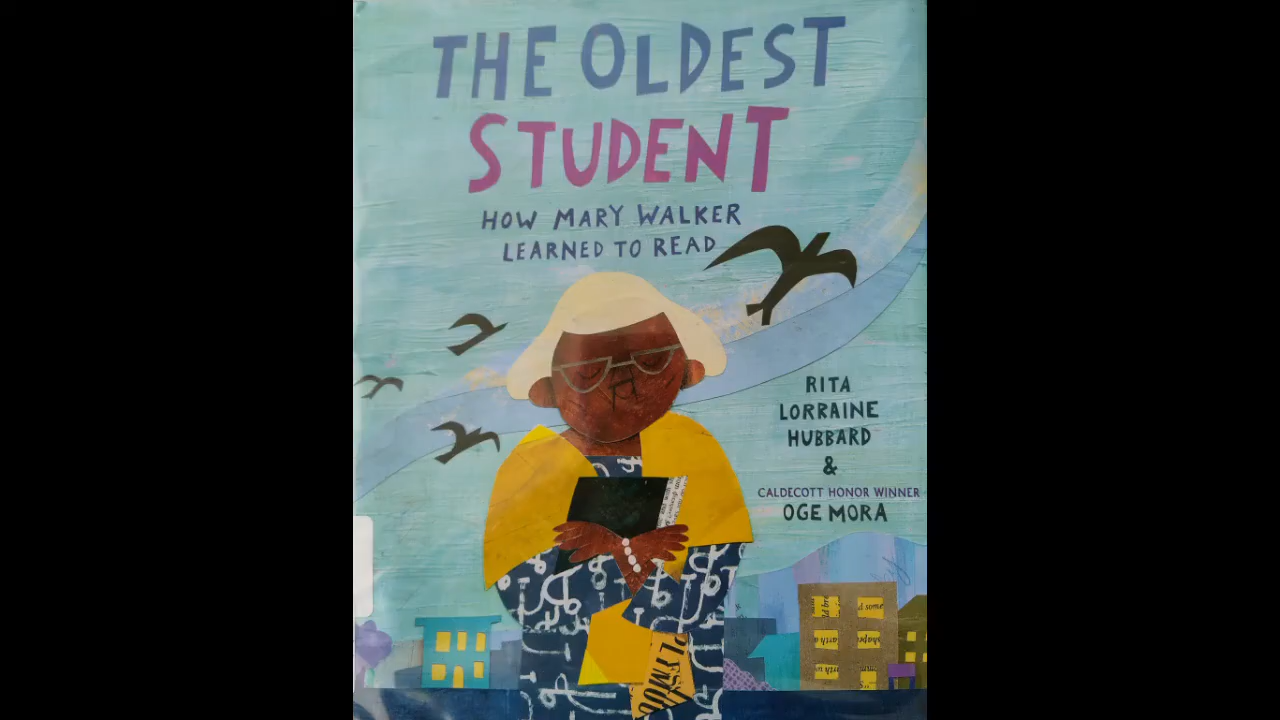 THE OLDEST
STUDENT
HOW MARY WALKER
LEARNED TO READ
RITA
LORRAINE
HUBBARD
&
CALDECOTT HONOR WINNER
OGE MORA